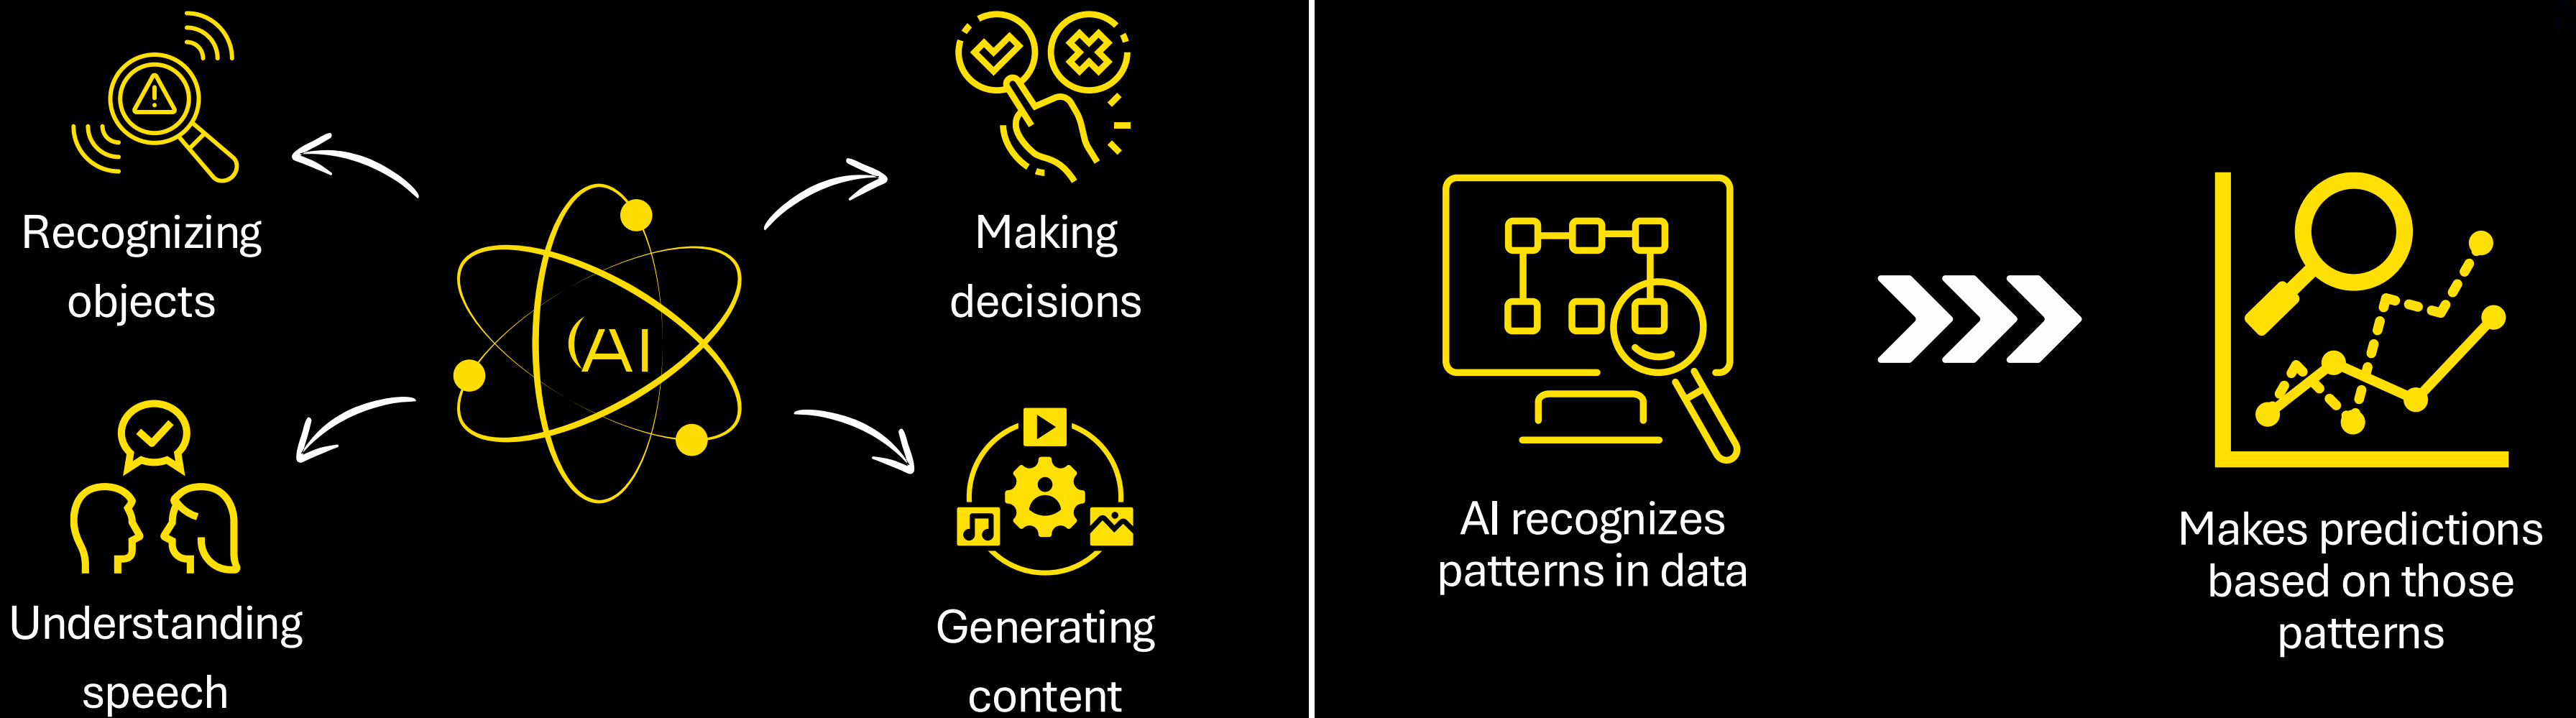 Recognizing
objects
Making
decisions
AI
Understanding
speech
Generating
content
AI recognizes
patterns in data
Makes predictions
based on those
patterns